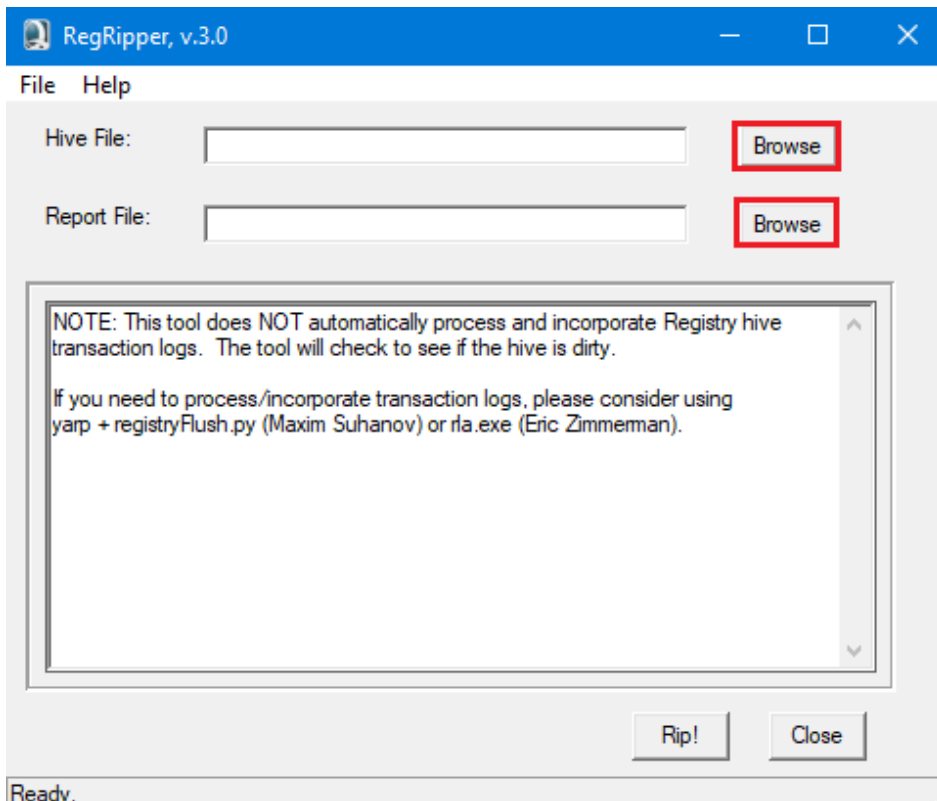 RegRipper, v.3.0
File Help
Hive File: Browse
Report File: Browse
NOTE: This tool does NOT automatically process and incorporate Registry hive
transaction logs. The tool will check to see if the hive is dirty.
If you need to process/incorporate transaction logs, please consider using
yarp + registryFlush.py (Maxim Suhanov) or rla.exe (Eric Zimmerman).
Rip! Close
Ready.